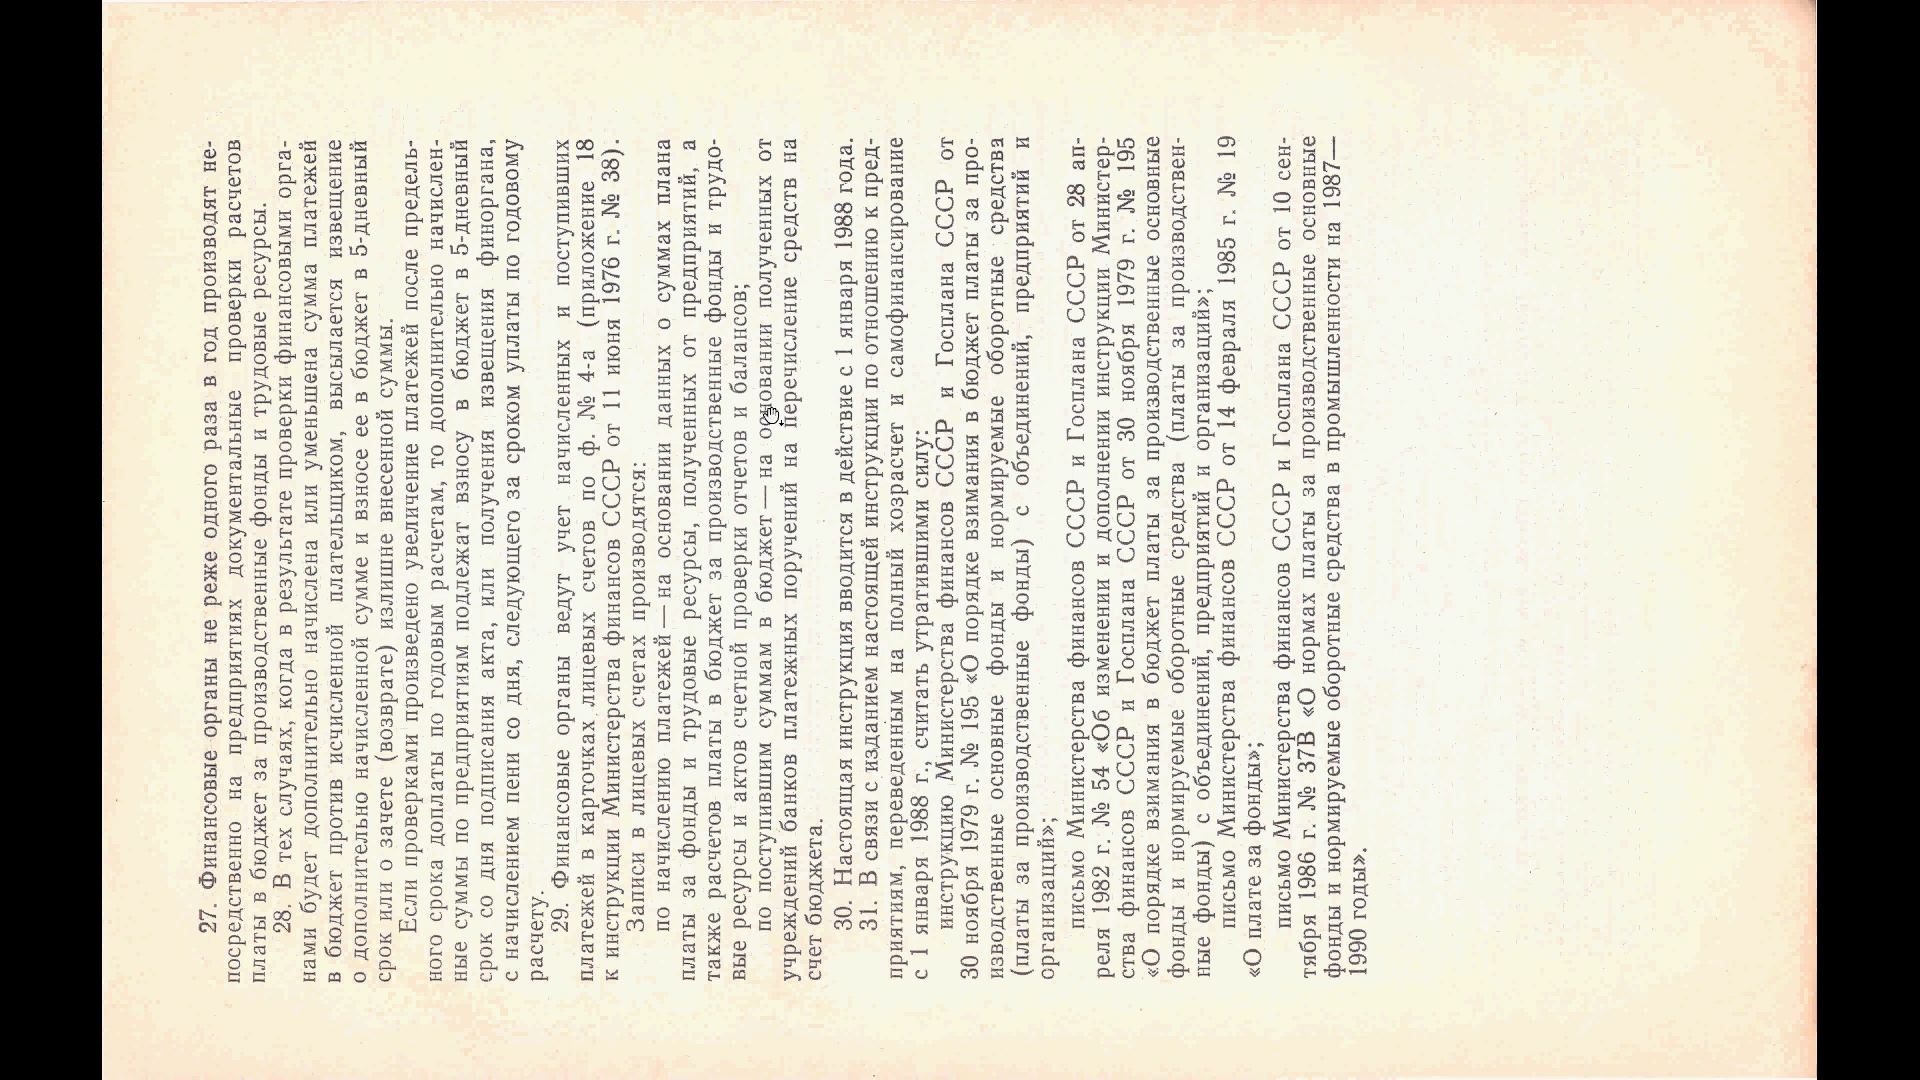 27. Финансовые органы не реже одного раза в год производят не-
посредственно на предприятиях документальные проверки расчетов
платы в бюджет за производственные фонды и трудовые ресурсы.
28. В тех случаях, когда в результате проверки финансовыми орга-
нами будет дополнительно начислена или уменьшена сумма платежей
в бюджет против исчисленной плательщиком, высылается извещение
о дополнительно начисленной сумме и взносе ее в бюджет в 5-дневный
срок или о зачете (возврате) излишне внесенной суммы.
Если проверками произведено увеличение платежей после предель-
ного срока доплаты по годовым расчетам, то дополнительно начислен-
ные суммы по предприятиям подлежат взносу в бюджет в 5-дневный
срок со дня подписания акта, или получения извещения финоргана,
с начислением пени со дня, следующего за сроком уплаты по годовому
расчету.
29. Финансовые органы ведут учет начисленных и поступивших
платежей в карточках лицевых счетов по ф. № 4-а (приложение 18
к инструкции Министерства финансов СССР от 11 июня 1976 г. № 38).
Записи в лицевых счетах производятся:
по начислению платежей — на основании данных о суммах плана
платы за фонды и трудовые ресурсы, полученных от предприятий, а
также расчетов платы в бюджет за производственные фонды и трудо-
вые ресурсы и актов счетной проверки отчетов и балансов;
по поступившим суммам в бюджет — на основании полученных от
учреждений банков платежных поручений на перечисление средств на
счет бюджета.
30. Настоящая инструкция вводится в действие с 1 января 1988 года.
31. В связи с изданием настоящей инструкции по отношению к пред-
приятиям, переведенным на полный хозрасчет и самофинансирование
с 1 января 1988 г., считать утратившими силу:
инструкцию Министерства финансов СССР и Госплана СССР от
30 ноября 1979 г. № 195 «О порядке взимания в бюджет платы за про-
изводственные основные фонды и нормируемые оборотные средства
(платы за производственные фонды) с объединений, предприятий и
организаций»;
письмо Министерства финансов СССР и Госплана СССР от 28 ап-
реля 1982 г. № 54 «Об изменении и дополнении инструкции Министер-
ства финансов СССР и Госплана СССР от 30 ноября 1979 г. № 195
«О порядке взимания в бюджет платы за производственные основные
фонды и нормируемые оборотные средства (платы за производствен-
ные фонды) с объединений, предприятий и организаций»;
письмо Министерства финансов СССР от 14 февраля 1985 г. № 19
«О плате за фонды»;
письмо Министерства финансов СССР и Госплана СССР от 10 сен-
тября 1986 г. № 37В «О нормах платы за производственные основные
фонды и нормируемые оборотные средства в промышленности на 1987—
1990 годы».